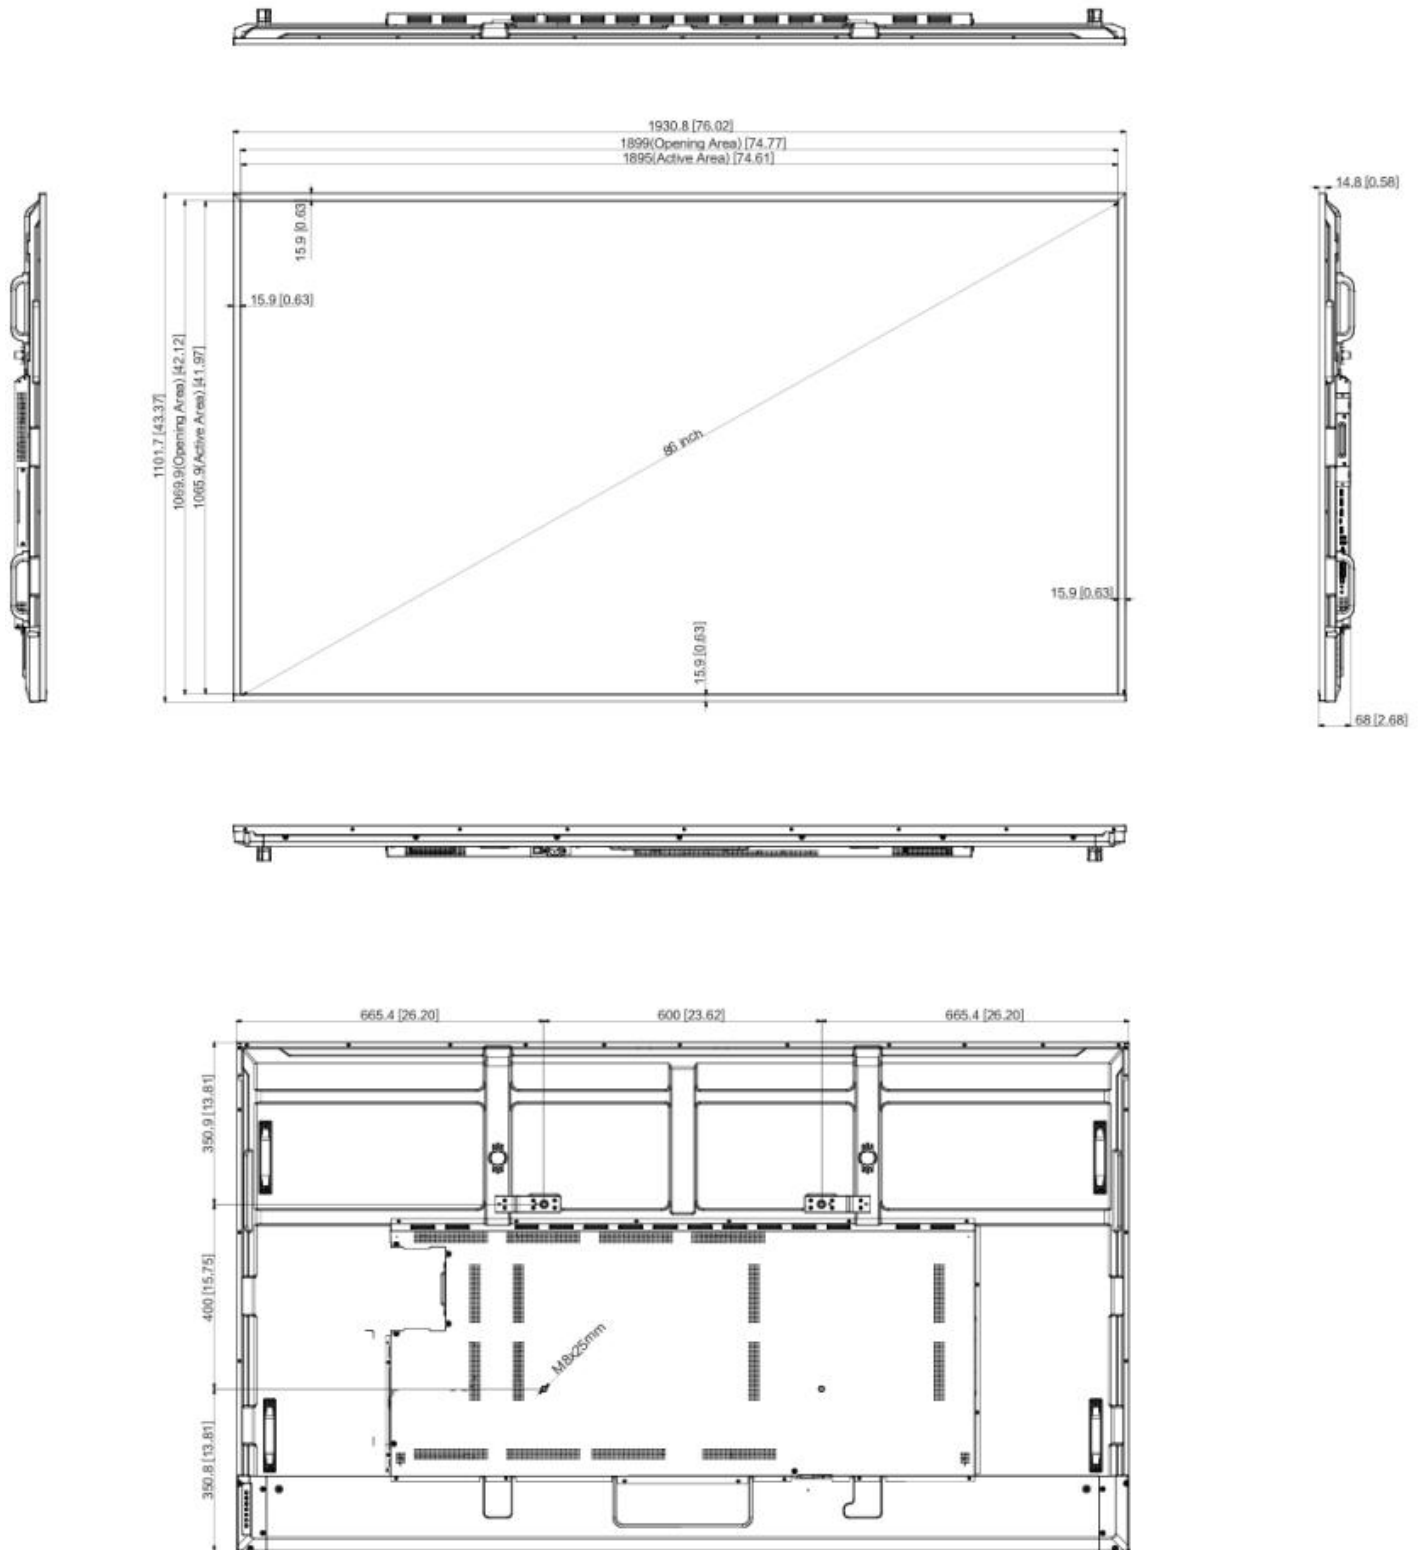 1930.8 [76.02]
1899(Opening Area) [74.77]
1895(Active Area) [74.61]
14.8 [0.58]
15.9 [0.63
15.9 [0.63]
1101.7 [43.37]
1069.9(Opening Area) [42.12]
1065.9(Active Area) [41.97]
86 inch
15.9 [0.63]
15.9 [0.63]
68 [2.68]
665.4 [26.20]
600 [23.62]
665.4 [26.20]
350.9 [13.81]
400 [15.75]
M8x25mm
350.8 [13.81]